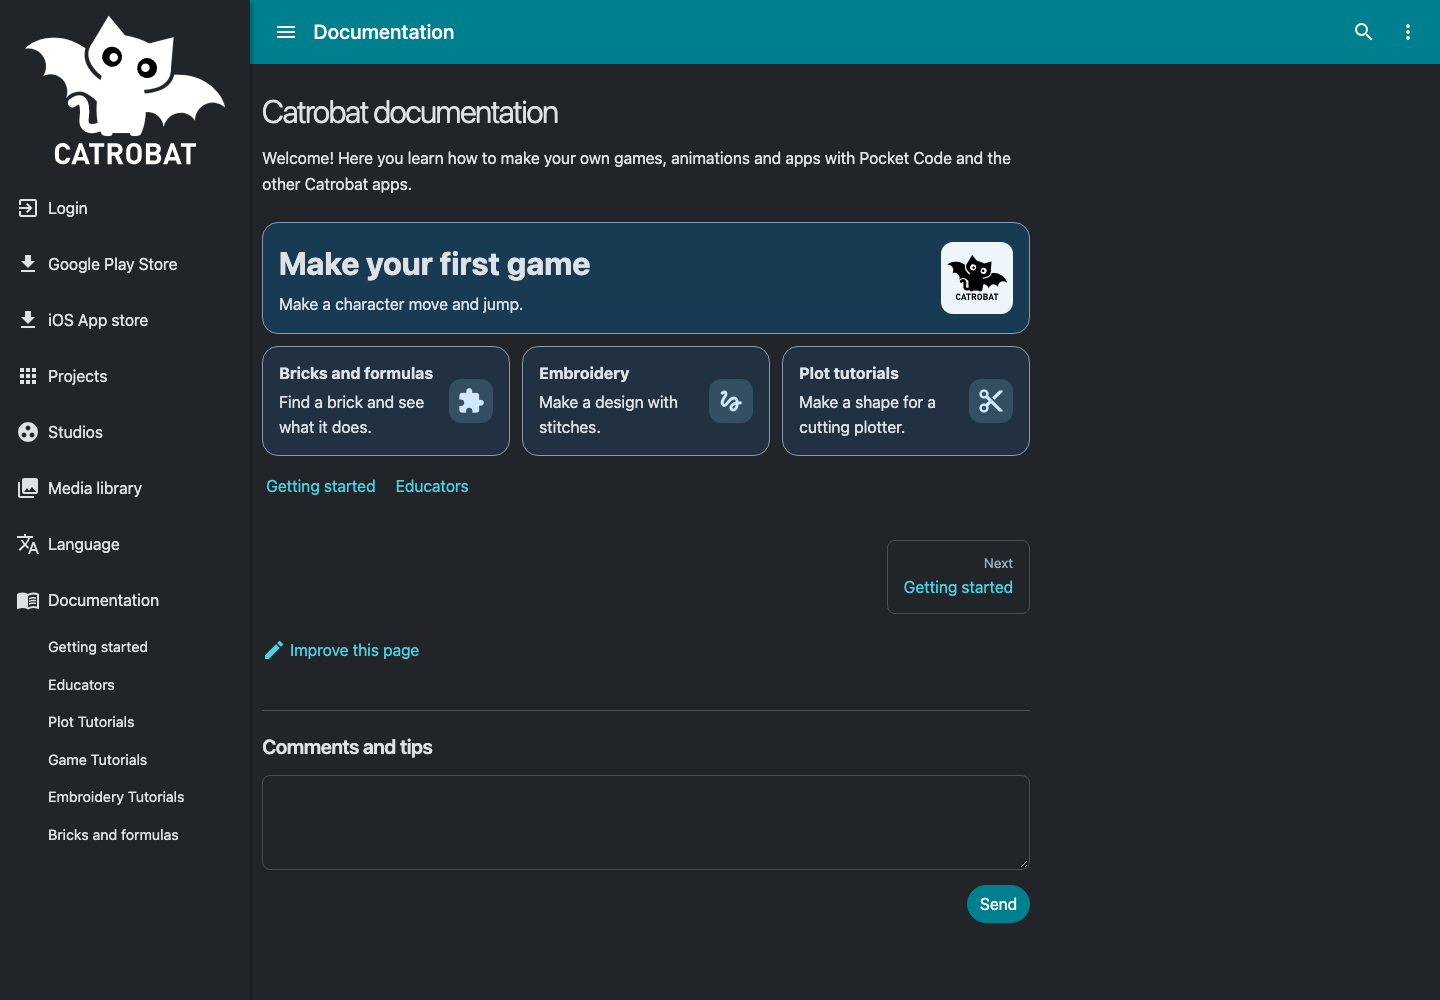 CATROBAT
Login
Google Play Store
iOS App store
Projects
Studios
Media library
Language
Documentation
Getting started
Educators
Plot Tutorials
Game Tutorials
Embroidery Tutorials
Bricks and formulas
Documentation
Catrobat documentation
Welcome! Here you learn how to make your own games, animations and apps with Pocket Code and the
other Catrobat apps.
Make your first game
Make a character move and jump.
CATROBAT
Bricks and formulas
Find a brick and see
what it does.
Embroidery
Make a design with
stitches.
Plot tutorials
Make a shape for a
cutting plotter.
Getting started Educators
Next
Getting started
Improve this page
Comments and tips
Send